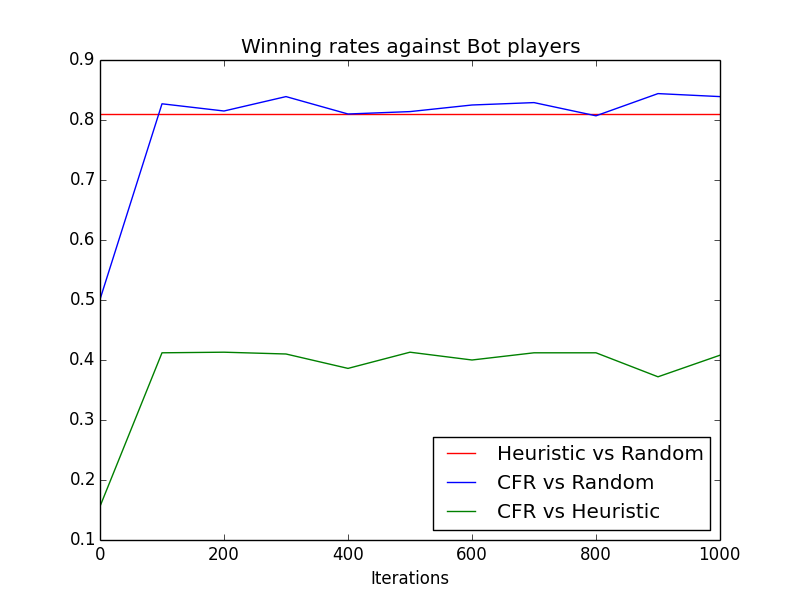 Winning rates against Bot players
0.9
0.8
0.7
0.6
0.5
0.4
0.3
0.2
0.1
Heuristic vs Random
CFR vs Random
CFR vs Heuristic
0 200 400 600 800 1000
Iterations